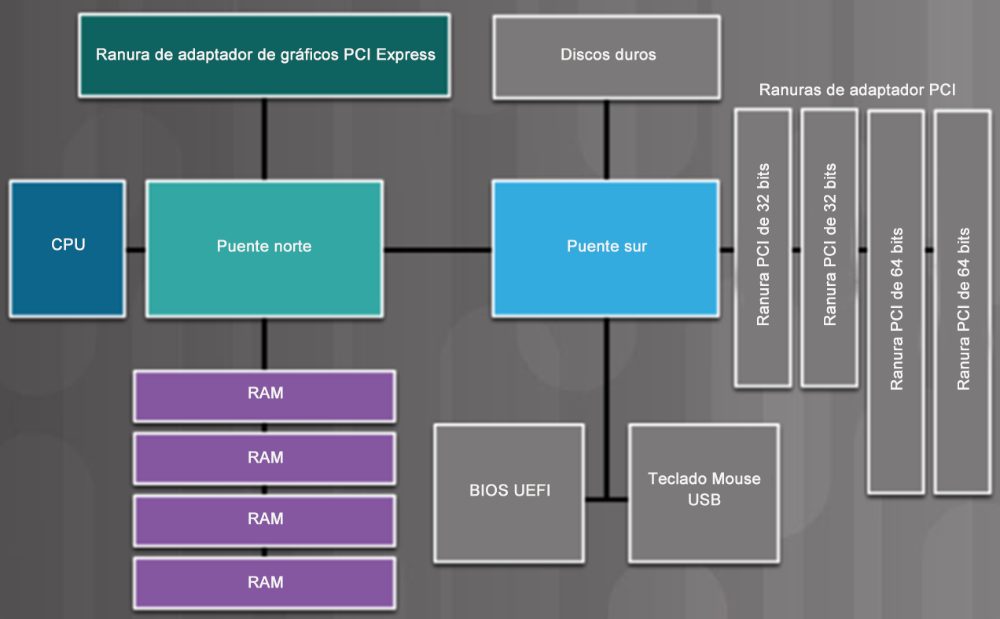 Ranura de adaptador de gráficos PCI Express
Discos duros
Ranuras de adaptador PCI
CPU
Puente norte
Puente sur
Ranura PCI de 32 bits
Ranura PCI de 32 bits
Ranura PCI de 64 bits
Ranura PCI de 64 bits
RAM
RAM
RAM
RAM
BIOS UEFI
Teclado Mouse
USB